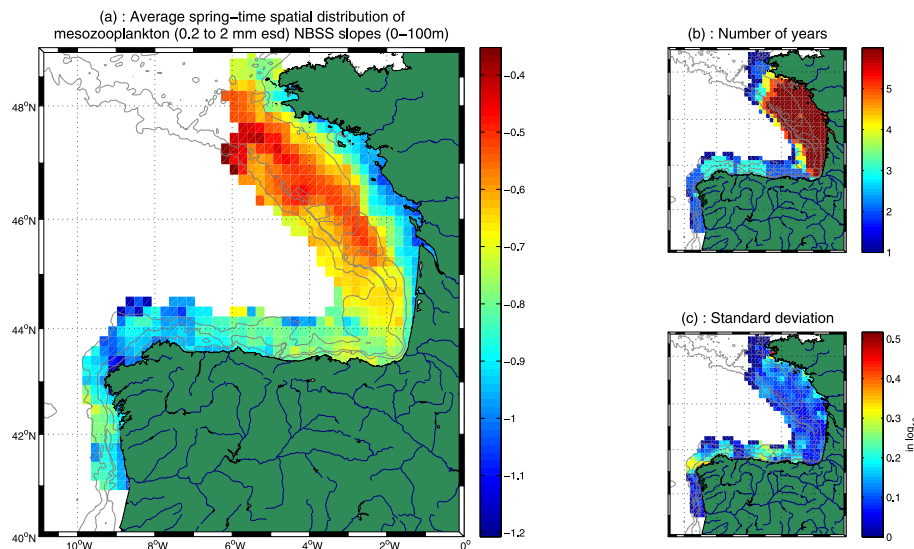 (a) : Average spring−time spatial distribution of
mesozooplankton (0.2 to 2 mm esd) NBSS slopes (0−100m)
48°N
46°N
44°N
42°N
40°N
10°W 8°W 6°W 4°W 2°W 0°
−0,4
−0,5
−0,6
−0,7
−0,8
−0,9
−1
−1,1
−1,2
(b) : Number of years
5
4
3
2
1
(c) : Standard deviation
0.5
0.4
0.3
0.2
0.1
0